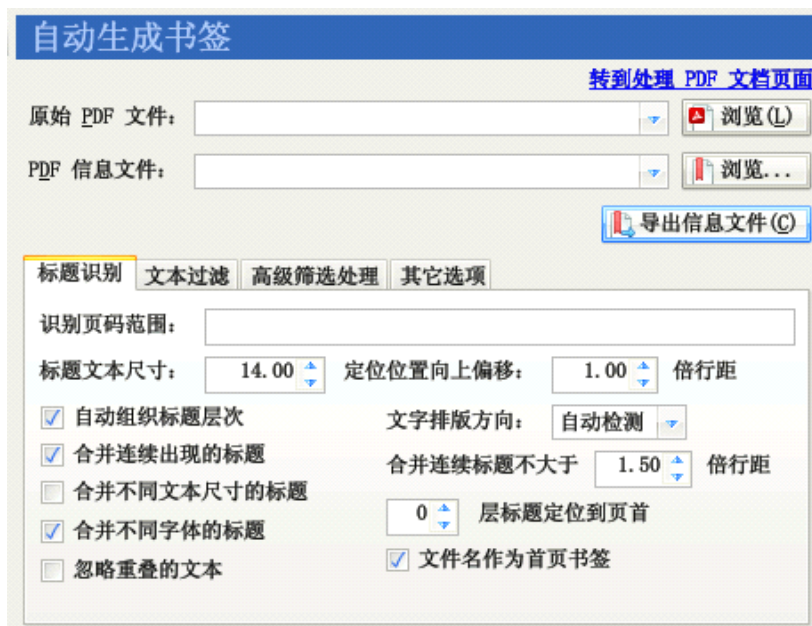 自动生成书签
转到处理 PDF 文档页面
原始 PDF 文件: 浏览(L)
PDF 信息文件: 浏览...
导出信息文件(C)
标题识别 文本过滤 高级筛选处理 其它选项
识别页码范围:
标题文本尺寸: 14.00 定位位置向上偏移: 1.00 倍行距
自动组织标题层次 文字排版方向: 自动检测
合并连续出现的标题 合并连续标题不大于 1.50 倍行距
合并不同文本尺寸的标题
0 层标题定位到页首
合并不同字体的标题
文件名作为首页书签
忽略重叠的文本